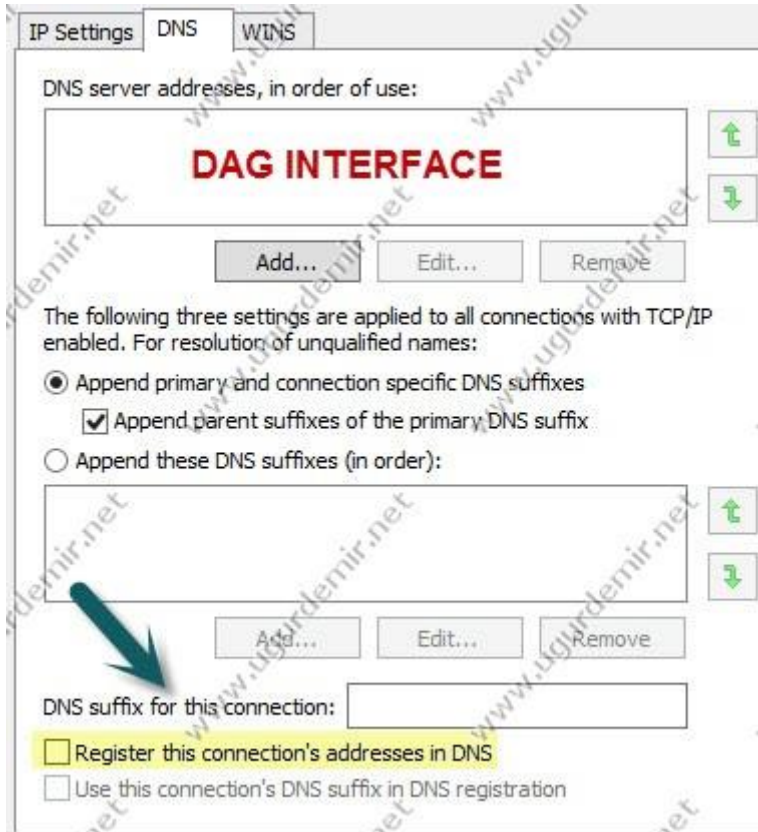 IP Settings DNS WINS
DNS server addresses, in order of use:
DAG INTERFACE
Add... Edit... Remove
The following three settings are applied to all connections with TCP/IP
enabled. For resolution of unqualified names:
Append primary and connection specific DNS suffixes
Append parent suffixes of the primary DNS suffix
Append these DNS suffixes (in order):
Add... Edit... Remove
DNS suffix for this connection:
Register this connection's addresses in DNS
Use this connection's DNS suffix in DNS registration
www.ugurdemir.net